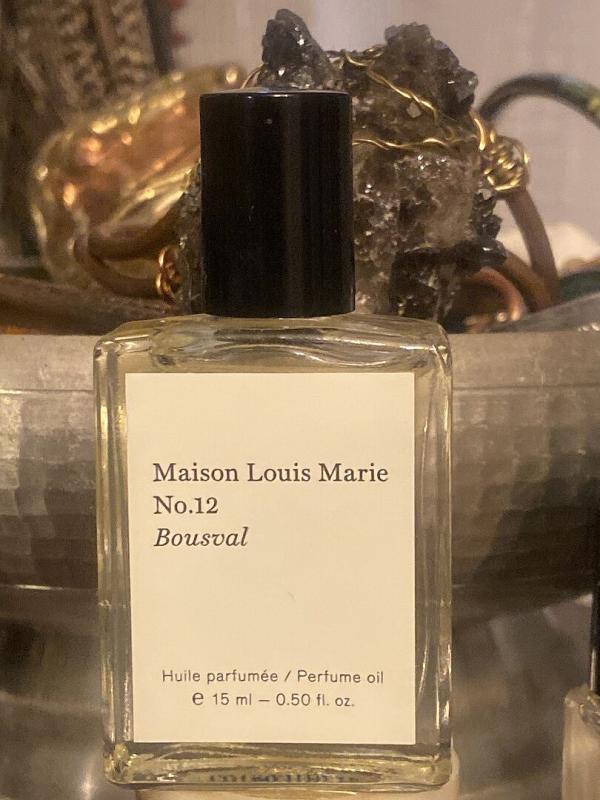 Maison Louis Marie
No.12
Bousval
Huile parfumée / Perfume oil
℮ 15 ml – 0.50 fl. oz.